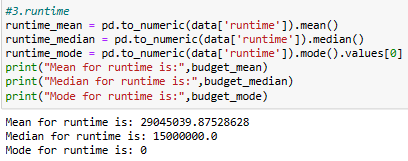 #3.runtime
runtime_mean = pd.to_numeric(data['runtime']).mean()
runtime_median = pd.to_numeric(data['runtime']).median()
runtime_mode = pd.to_numeric(data['runtime']).mode().values[0]
print("Mean for runtime is:",budget_mean)
print("Median for runtime is:",budget_median)
print("Mode for runtime is:",budget_mode)
Mean for runtime is: 29045039.87528628
Median for runtime is: 15000000.0
Mode for runtime is: 0